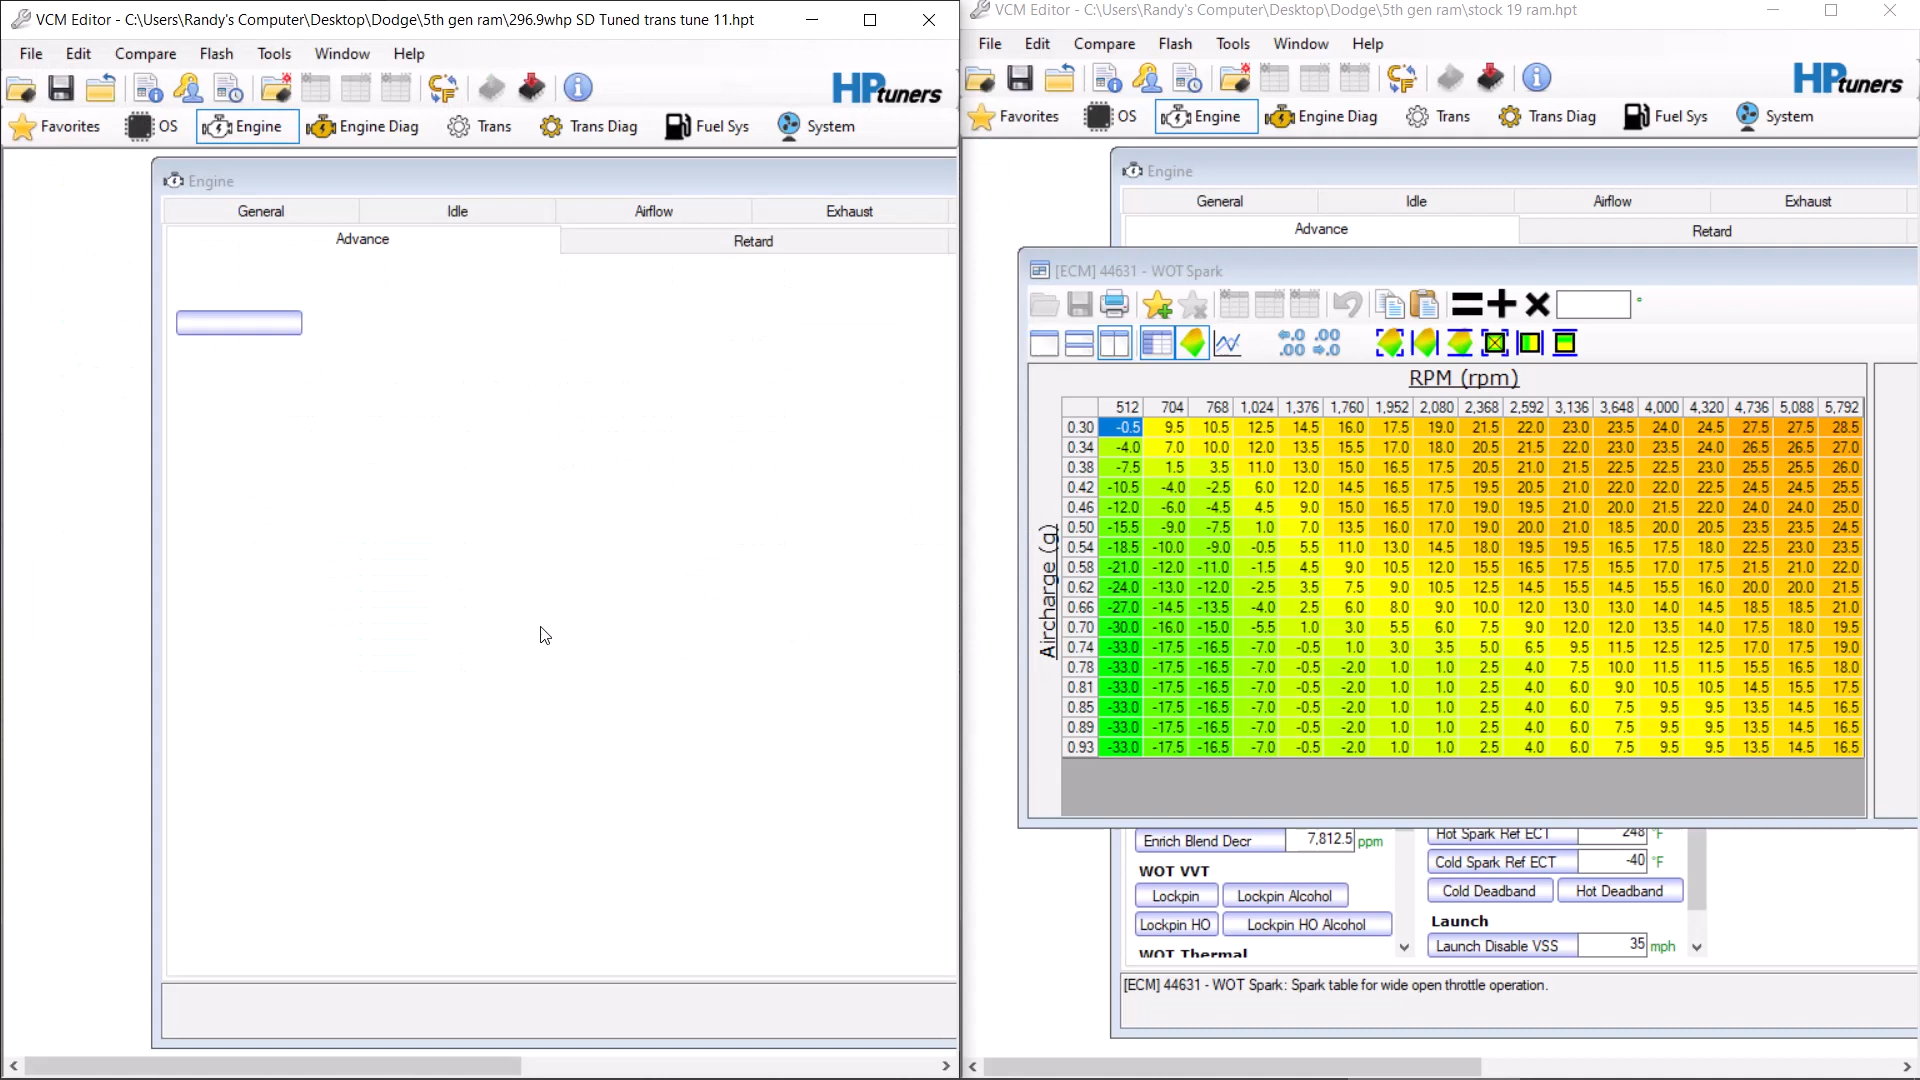 VCM Editor - C:\Users\Randy's Computer\Desktop\Dodge\5th gen ram\296.9whp SD Tuned trans tune 11.hpt
File Edit Compare Flash Tools Window Help
HPtuners
Favorites OS Engine Engine Diag Trans Trans Diag Fuel Sys System
Engine
General Idle Airflow Exhaust
Advance Retard
VCM Editor - C:\Users\Randy's Computer\Desktop\Dodge\5th gen ram\stock 19 ram.hpt
File Edit Compare Flash Tools Window Help
HPtuners
Favorites OS Engine Engine Diag Trans Trans Diag Fuel Sys System
Engine
General Idle Airflow Exhaust
Advance Retard
[ECM] 44631 - WOT Spark
°
←.0 .00
.00 →.0
RPM (rpm)
512 704 768 1,024 1,376 1,760 1,952 2,080 2,368 2,592 3,136 3,648 4,000 4,320 4,736 5,088 5,792
Aircharge (g)
0.30 -0.5 9.5 10.5 12.5 14.5 16.0 17.5 19.0 21.5 22.0 23.0 23.5 24.0 24.5 27.5 27.5 28.5
0.34 -4.0 7.0 10.0 12.0 13.5 15.5 17.0 18.0 20.5 21.5 22.0 23.0 23.5 24.0 26.5 26.5 27.0
0.38 -7.5 1.5 3.5 11.0 13.0 15.0 16.5 17.5 20.5 21.0 21.5 22.5 22.5 23.0 25.5 25.5 26.0
0.42 -10.5 -4.0 -2.5 6.0 12.0 14.5 16.5 17.5 19.5 20.5 21.0 22.0 22.0 22.5 24.5 24.5 25.5
0.46 -12.0 -6.0 -4.5 4.5 9.0 15.0 16.5 17.0 19.0 19.5 21.0 20.0 21.5 22.0 24.0 24.0 25.0
0.50 -15.5 -9.0 -7.5 1.0 7.0 13.5 16.0 17.0 19.0 20.0 21.0 18.5 20.0 20.5 23.5 23.5 24.5
0.54 -18.5 -10.0 -9.0 -0.5 5.5 11.0 13.0 14.5 18.0 19.5 19.5 16.5 17.5 18.0 22.5 23.0 23.5
0.58 -21.0 -12.0 -11.0 -1.5 4.5 9.0 10.5 12.0 15.5 16.5 17.5 15.5 17.0 17.5 21.5 21.0 22.0
0.62 -24.0 -13.0 -12.0 -2.5 3.5 7.5 9.0 10.5 12.5 14.5 15.5 14.5 15.5 16.0 20.0 20.0 21.5
0.66 -27.0 -14.5 -13.5 -4.0 2.5 6.0 8.0 9.0 10.0 12.0 13.0 13.0 14.0 14.5 18.5 18.5 21.0
0.70 -30.0 -16.0 -15.0 -5.5 1.0 3.0 5.5 6.0 7.5 9.0 12.0 12.0 13.5 14.0 17.5 18.0 19.5
0.74 -33.0 -17.5 -16.5 -7.0 -0.5 1.0 3.0 3.5 5.0 6.5 9.5 11.5 12.5 12.5 17.0 17.5 19.0
0.78 -33.0 -17.5 -16.5 -7.0 -0.5 -2.0 1.0 1.0 2.5 4.0 7.5 10.0 11.5 11.5 15.5 16.5 18.0
0.81 -33.0 -17.5 -16.5 -7.0 -0.5 -2.0 1.0 1.0 2.5 4.0 6.0 9.0 10.5 10.5 14.5 15.5 17.5
0.85 -33.0 -17.5 -16.5 -7.0 -0.5 -2.0 1.0 1.0 2.5 4.0 6.0 7.5 9.5 9.5 13.5 14.5 16.5
0.89 -33.0 -17.5 -16.5 -7.0 -0.5 -2.0 1.0 1.0 2.5 4.0 6.0 7.5 9.5 9.5 13.5 14.5 16.5
0.93 -33.0 -17.5 -16.5 -7.0 -0.5 -2.0 1.0 1.0 2.5 4.0 6.0 7.5 9.5 9.5 13.5 14.5 16.5
Enrich Blend Decr 7,812.5 ppm
WOT VVT
Lockpin Lockpin Alcohol
Lockpin HO Lockpin HO Alcohol
WOT Thermal
Hot Spark Ref ECT 248 °F
Cold Spark Ref ECT -40 °F
Cold Deadband Hot Deadband
Launch
Launch Disable VSS 35 mph
[ECM] 44631 - WOT Spark: Spark table for wide open throttle operation.